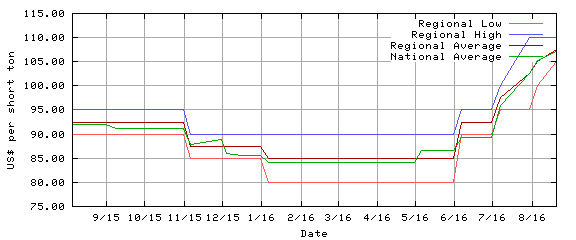 115.00
Regional Low
110.00
Regional High
Regional Average
105.00
National Average
100.00
95.00
90.00
85.00
80.00
75.00
US$ per short ton
9/15 10/15 11/15 12/15 1/16 2/16 3/16 4/16 5/16 6/16 7/16 8/16
Date